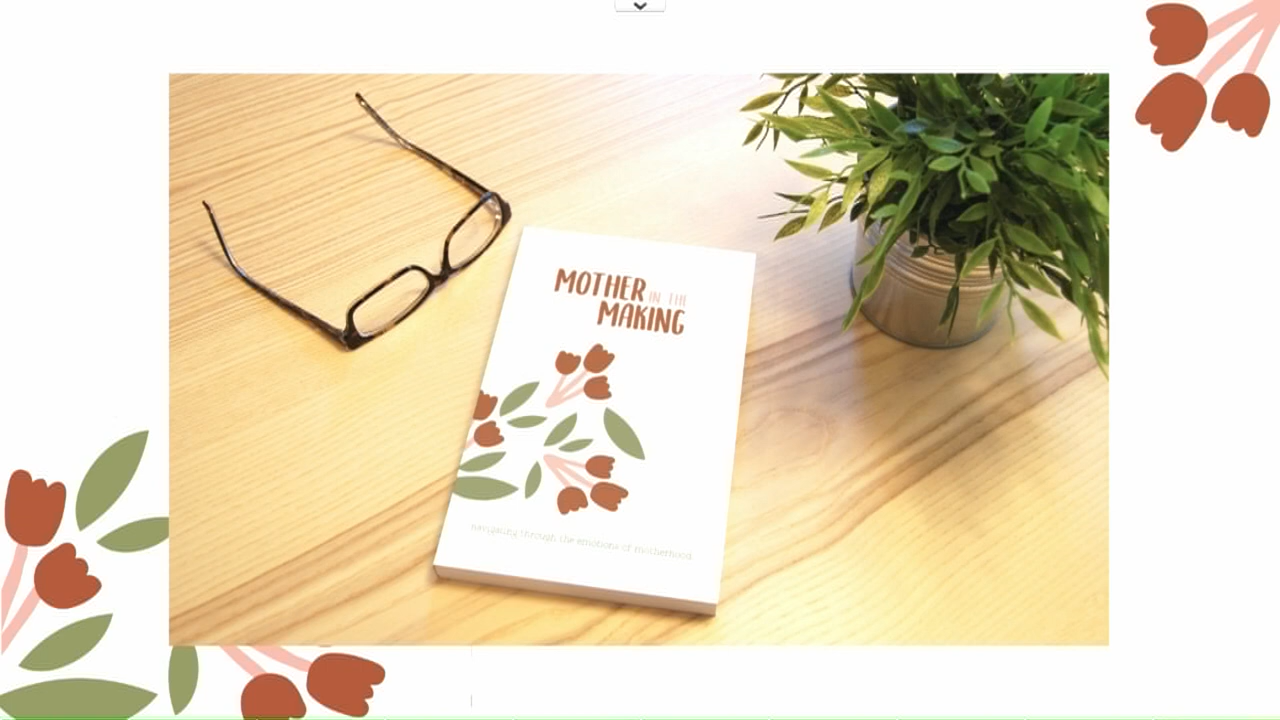 MOTHER IN THE
MAKING
navigating through the emotions of motherhood